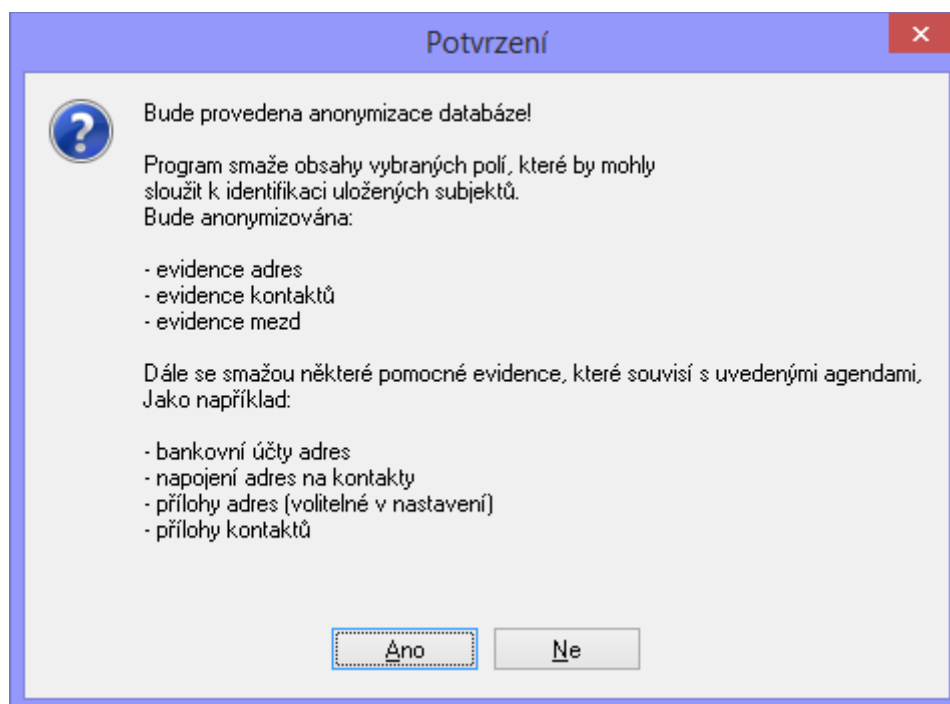 Potvrzení
Bude provedena anonymizace databáze!
Program smaže obsahy vybraných polí, které by mohly
sloužit k identifikaci uložených subjektů.
Bude anonymizována:
- evidence adres
- evidence kontaktů
- evidence mezd
Dále se smažou některé pomocné evidence, které souvisí s uvedenými agendami,
Jako například:
- bankovní účty adres
- napojení adres na kontakty
- přílohy adres (volitelné v nastavení)
- přílohy kontaktů
Ano
Ne